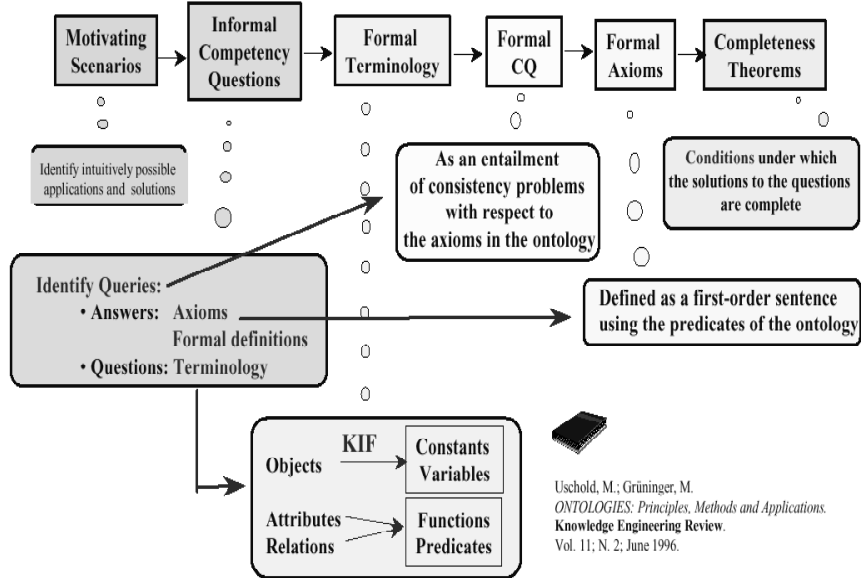 Motivating
Scenarios
Informal
Competency
Questions
Formal
Terminology
Formal
CQ
Formal
Axioms
Completeness
Theorems
Identify intuitively possible
applications and solutions
As an entailment
of consistency problems
with respect to
the axioms in the ontology
Conditions under which
the solutions to the questions
are complete
Identify Queries:
• Answers: Axioms
Formal definitions
• Questions: Terminology
Defined as a first-order sentence
using the predicates of the ontology
KIF
Objects
Constants
Variables
Attributes
Relations
Functions
Predicates
Uschold, M.; Grüninger, M.
ONTOLOGIES: Principles, Methods and Applications.
Knowledge Engineering Review.
Vol. 11; N. 2; June 1996.